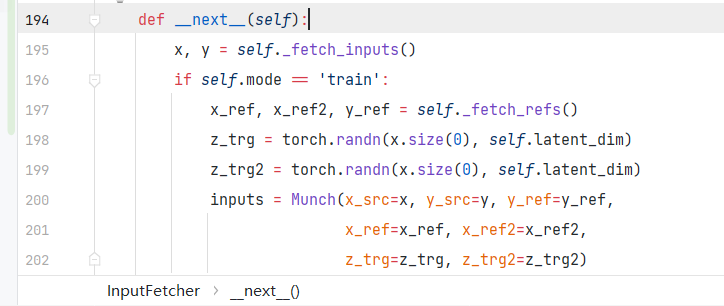 194 def __next__(self):
195 x, y = self._fetch_inputs()
196 if self.mode == 'train':
197 x_ref, x_ref2, y_ref = self._fetch_refs()
198 z_trg = torch.randn(x.size(0), self.latent_dim)
199 z_trg2 = torch.randn(x.size(0), self.latent_dim)
200 inputs = Munch(x_src=x, y_src=y, y_ref=y_ref,
201 x_ref=x_ref, x_ref2=x_ref2,
202 z_trg=z_trg, z_trg2=z_trg2)
InputFetcher > __next__()